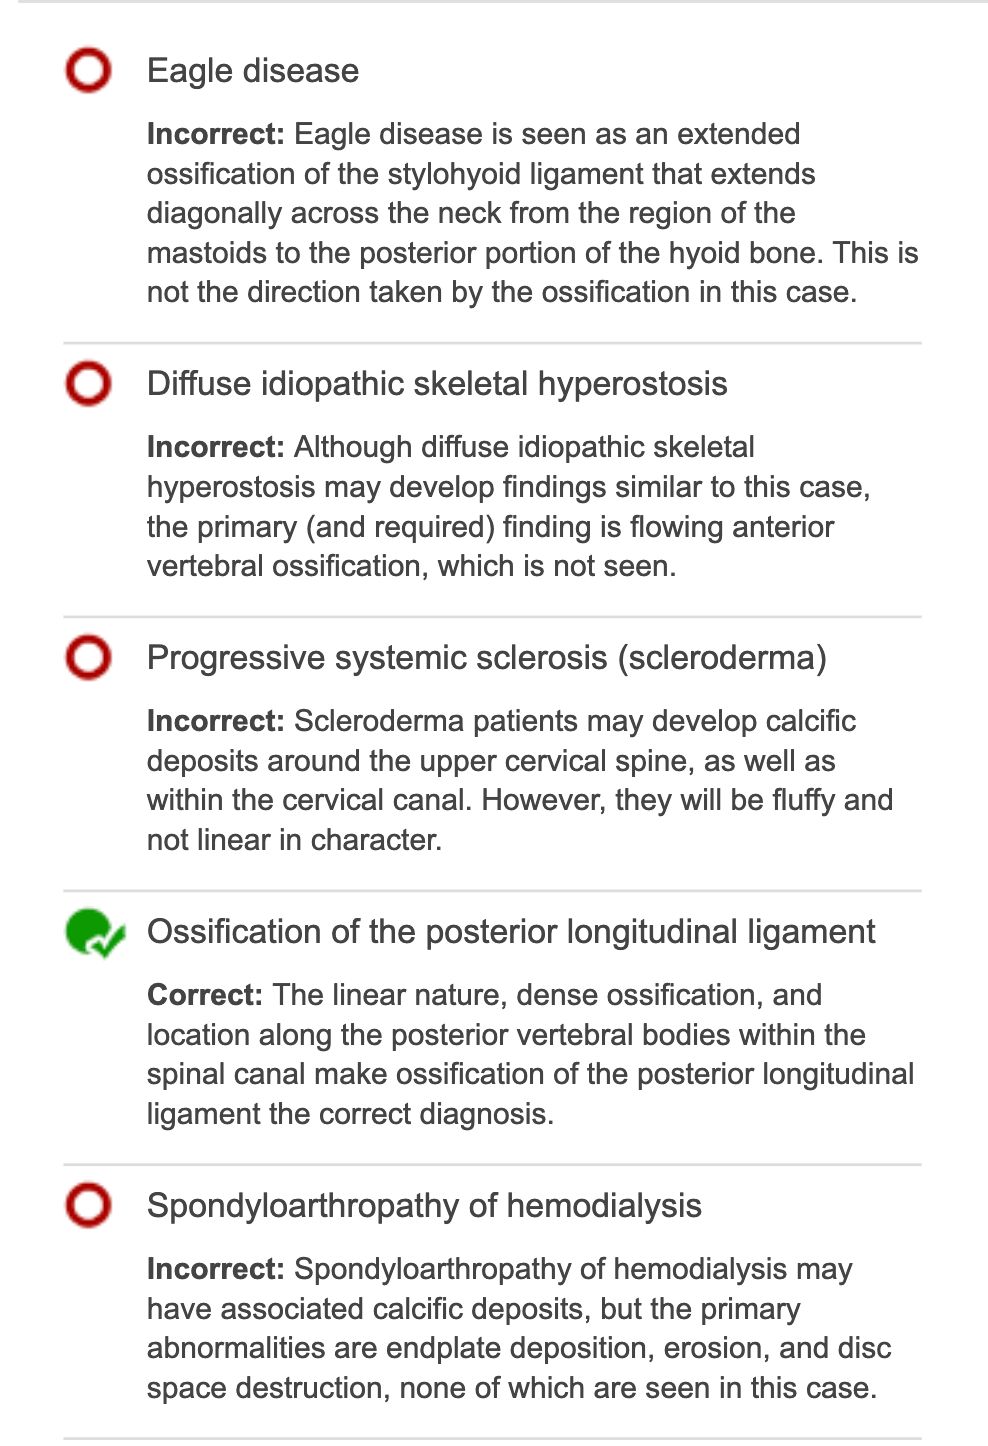 Eagle disease
Incorrect: Eagle disease is seen as an extended
ossification of the stylohyoid ligament that extends
diagonally across the neck from the region of the
mastoids to the posterior portion of the hyoid bone. This is
not the direction taken by the ossification in this case.
Diffuse idiopathic skeletal hyperostosis
Incorrect: Although diffuse idiopathic skeletal
hyperostosis may develop findings similar to this case,
the primary (and required) finding is flowing anterior
vertebral ossification, which is not seen.
Progressive systemic sclerosis (scleroderma)
Incorrect: Scleroderma patients may develop calcific
deposits around the upper cervical spine, as well as
within the cervical canal. However, they will be fluffy and
not linear in character.
Ossification of the posterior longitudinal ligament
Correct: The linear nature, dense ossification, and
location along the posterior vertebral bodies within the
spinal canal make ossification of the posterior longitudinal
ligament the correct diagnosis.
Spondyloarthropathy of hemodialysis
Incorrect: Spondyloarthropathy of hemodialysis may
have associated calcific deposits, but the primary
abnormalities are endplate deposition, erosion, and disc
space destruction, none of which are seen in this case.